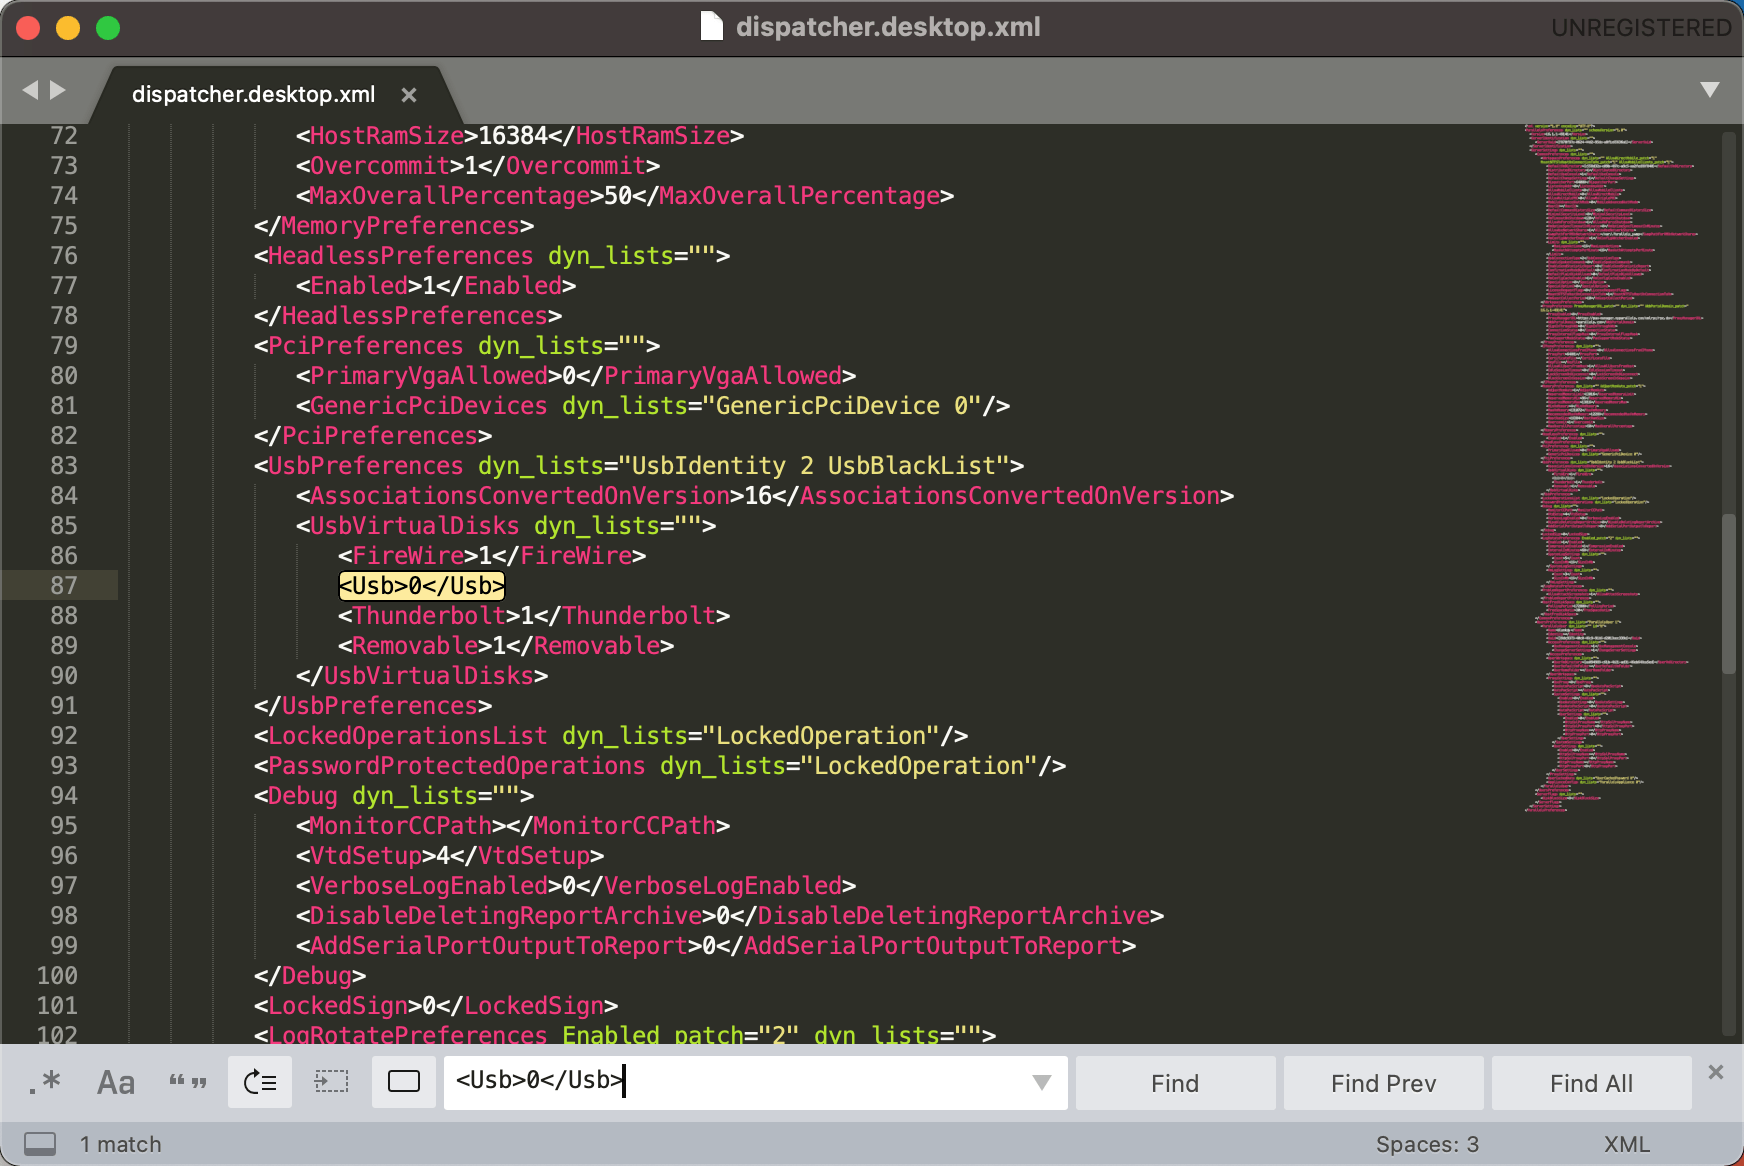 dispatcher.desktop.xml
UNREGISTERED
dispatcher.desktop.xml ×
72 <HostRamSize>16384</HostRamSize>
73 <Overcommit>1</Overcommit>
74 <MaxOverallPercentage>50</MaxOverallPercentage>
75 </MemoryPreferences>
76 <HeadlessPreferences dyn_lists="">
77 <Enabled>1</Enabled>
78 </HeadlessPreferences>
79 <PciPreferences dyn_lists="">
80 <PrimaryVgaAllowed>0</PrimaryVgaAllowed>
81 <GenericPciDevices dyn_lists="GenericPciDevice 0"/>
82 </PciPreferences>
83 <UsbPreferences dyn_lists="UsbIdentity 2 UsbBlackList">
84 <AssociationsConvertedOnVersion>16</AssociationsConvertedOnVersion>
85 <UsbVirtualDisks dyn_lists="">
86 <FireWire>1</FireWire>
87 <Usb>0</Usb>
88 <Thunderbolt>1</Thunderbolt>
89 <Removable>1</Removable>
90 </UsbVirtualDisks>
91 </UsbPreferences>
92 <LockedOperationsList dyn_lists="LockedOperation"/>
93 <PasswordProtectedOperations dyn_lists="LockedOperation"/>
94 <Debug dyn_lists="">
95 <MonitorCCPath></MonitorCCPath>
96 <VtdSetup>4</VtdSetup>
97 <VerboseLogEnabled>0</VerboseLogEnabled>
98 <DisableDeletingReportArchive>0</DisableDeletingReportArchive>
99 <AddSerialPortOutputToReport>0</AddSerialPortOutputToReport>
100 </Debug>
101 <LockedSign>0</LockedSign>
102 <LogRotatePreferences Enabled_patch="2" dyn_lists="">
.* Aa “” <Usb>0</Usb> Find Find Prev Find All ×
1 match Spaces: 3 XML